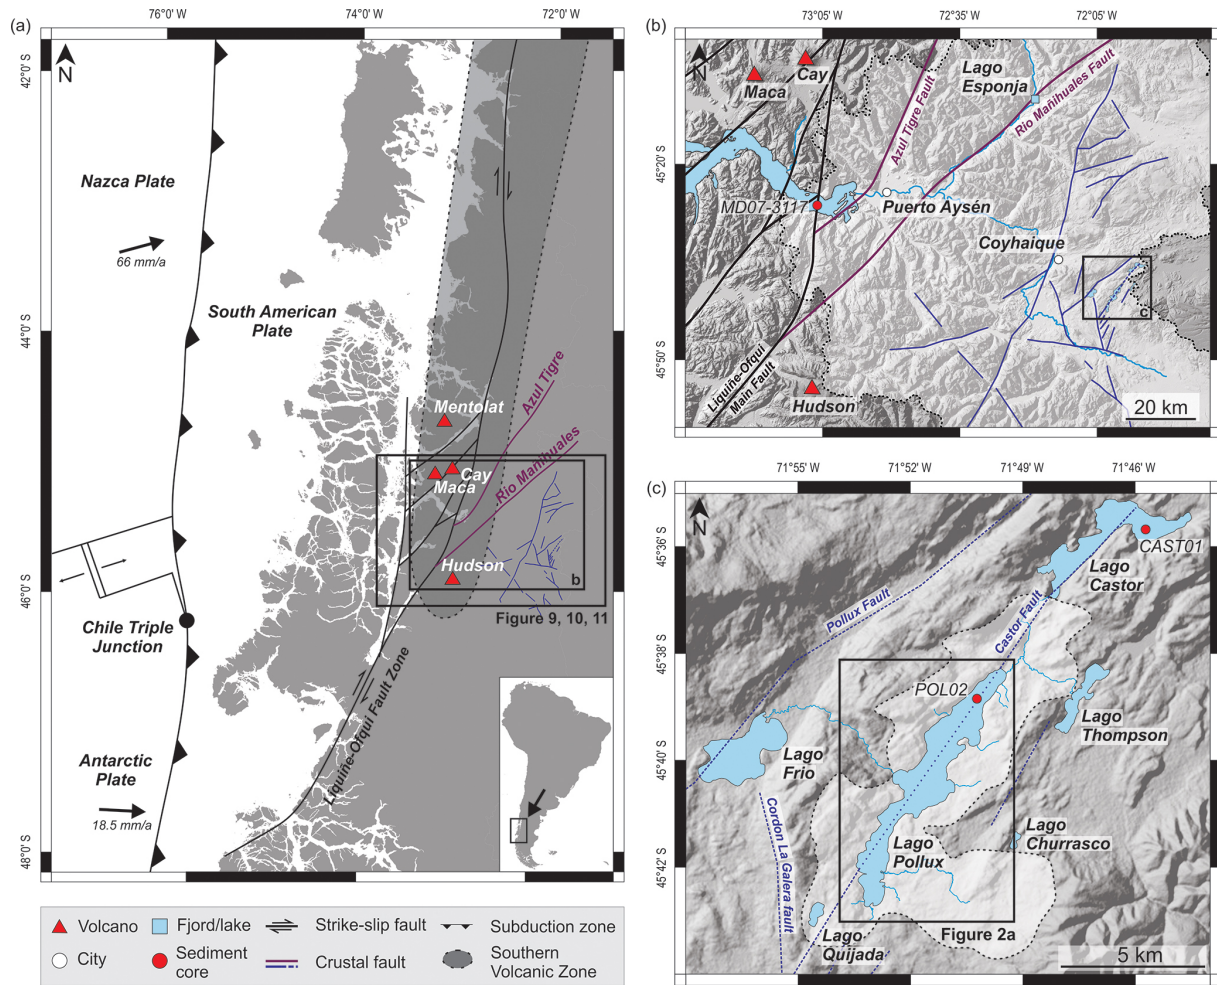 (a)
76°0' W
74°0' W
72°0' W
42°0' S
44°0' S
46°0' S
48°0' S
N
Nazca Plate
66 mm/a
South American
Plate
Mentolat
Azul Tigre
Cay
Maca
Rio Mañihuales
Hudson
b
Figure 9, 10, 11
Chile Triple
Junction
Liquiñe-Ofqui Fault Zone
Antarctic
Plate
18.5 mm/a
(b)
73°05' W
72°35' W
72°05' W
45°20' S
45°50' S
N
Cay
Maca
Lago
Esponja
Azul Tigre Fault
Rio Mañihuales Fault
MD07-3117
Puerto Aysén
Coyhaique
c
Liquiñe-Ofqui
Main Fault
Hudson
20 km
(c)
71°55' W
71°52' W
71°49' W
71°46' W
45°36' S
45°38' S
45°40' S
45°42' S
N
CAST01
Lago
Castor
Pollux Fault
Castor Fault
POL02
Lago
Thompson
Lago
Frio
Cordon La Galera fault
Lago
Churrasco
Lago
Pollux
Figure 2a
Lago
Quijada
5 km
Volcano
Fjord/lake
Strike-slip fault
Subduction zone
City
Sediment
core
Crustal fault
Southern
Volcanic Zone